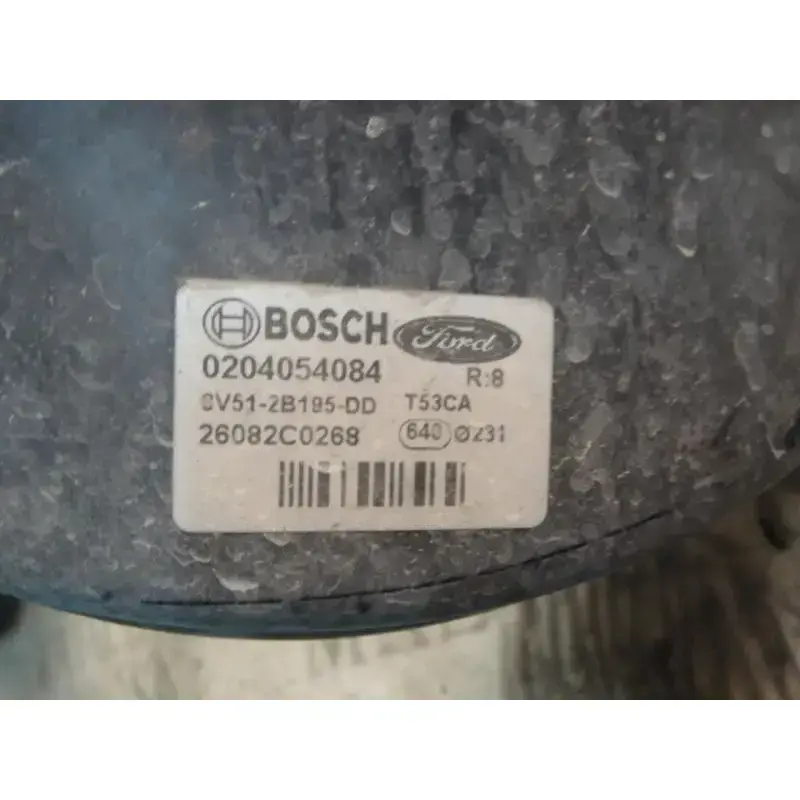 BOSCH Ford
0204054084 R:8
8V51-2B195-DD T53CA
26082C0268 640 Ø231